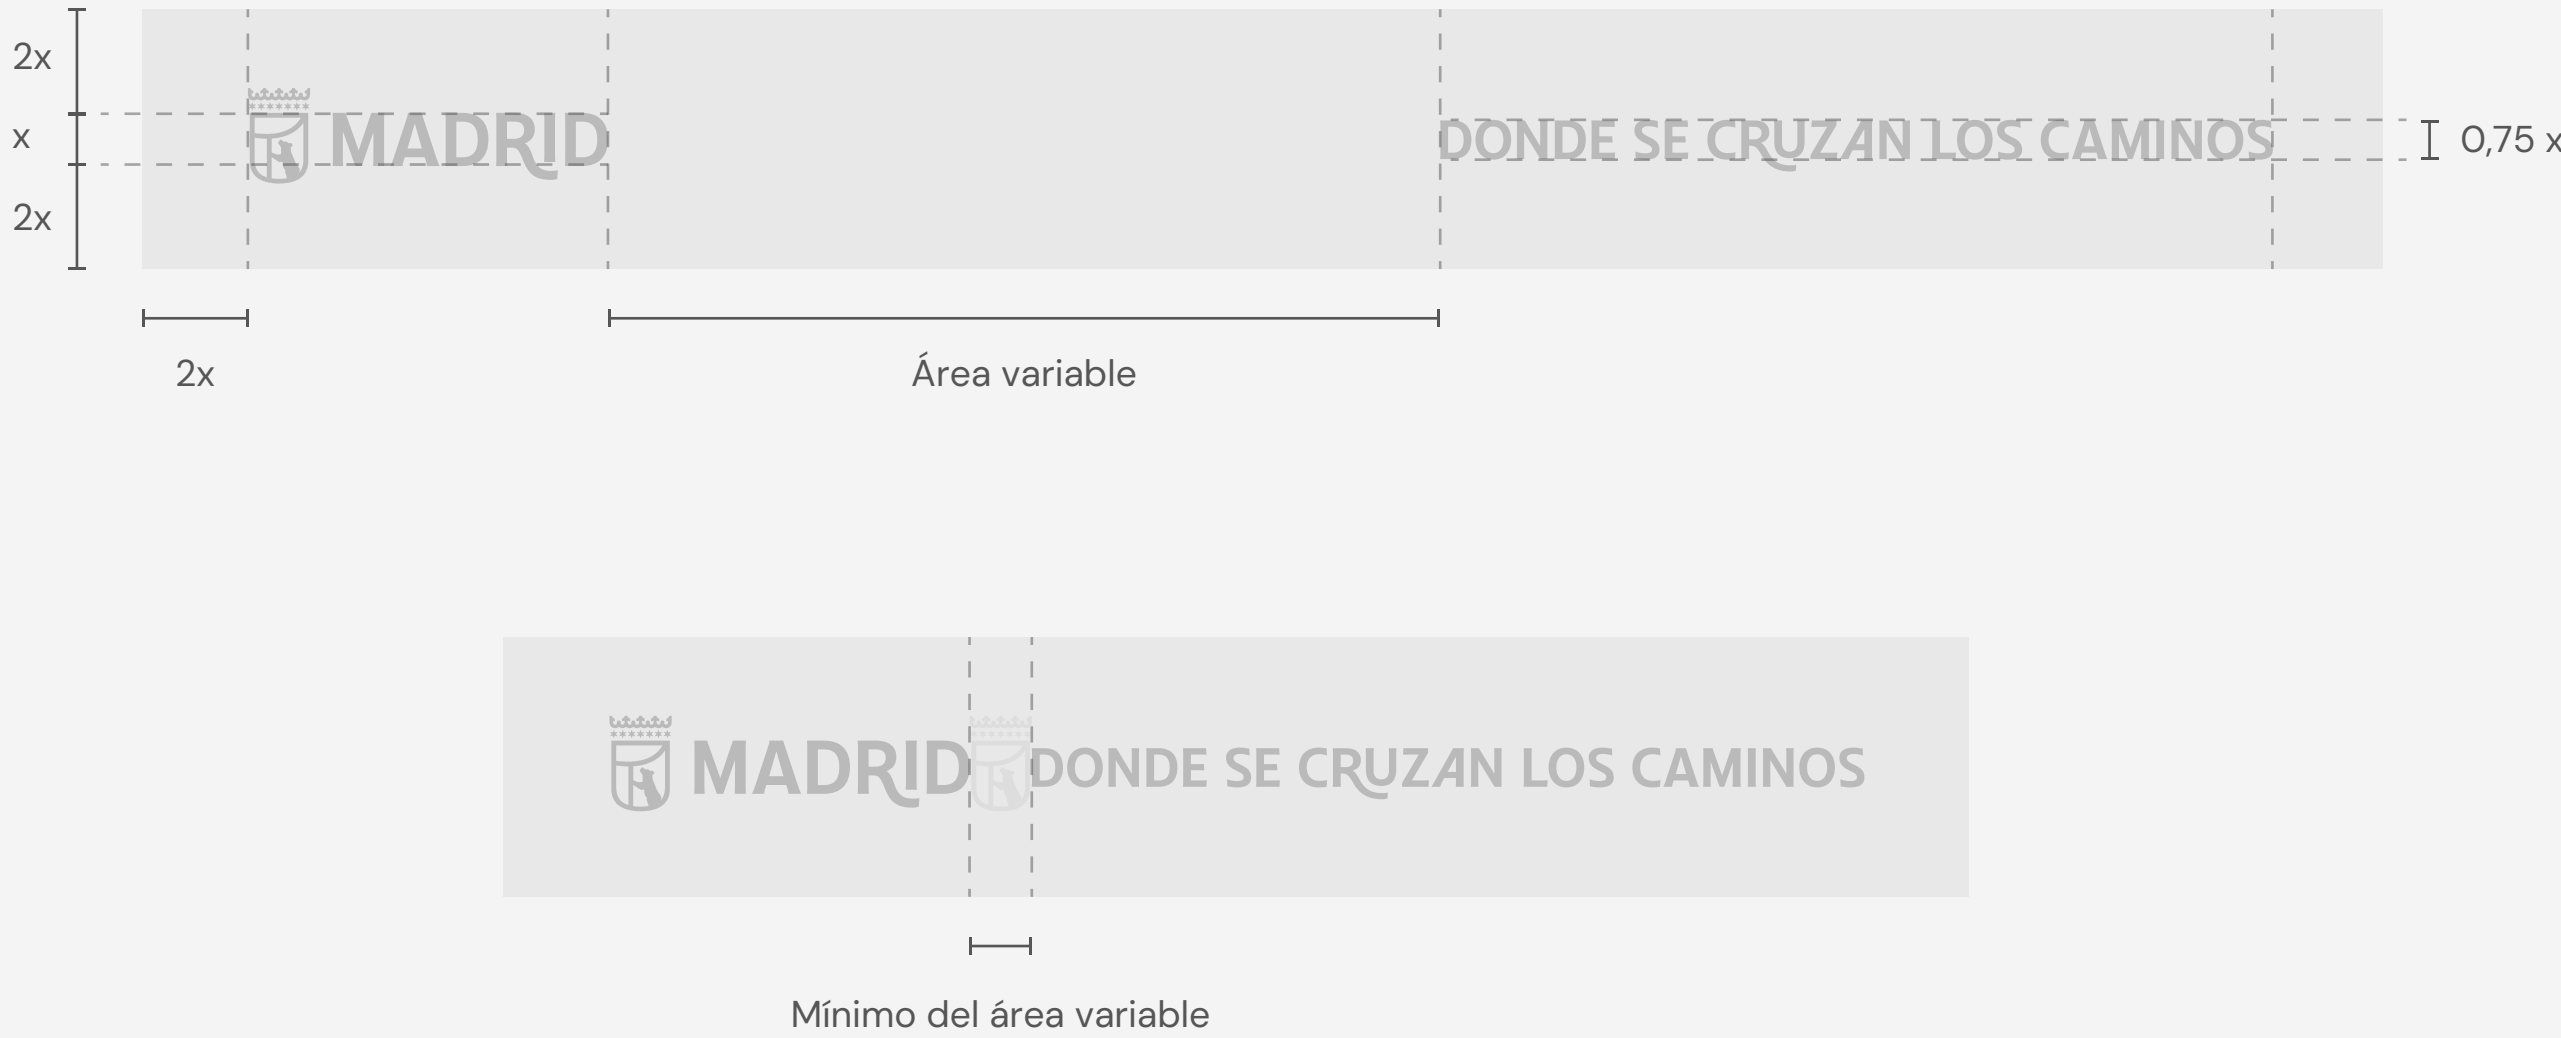 2x
x
2x
MADRID
DONDE SE CRUZAN LOS CAMINOS
0,75 x
2x
Área variable
MADRID
DONDE SE CRUZAN LOS CAMINOS
Mínimo del área variable